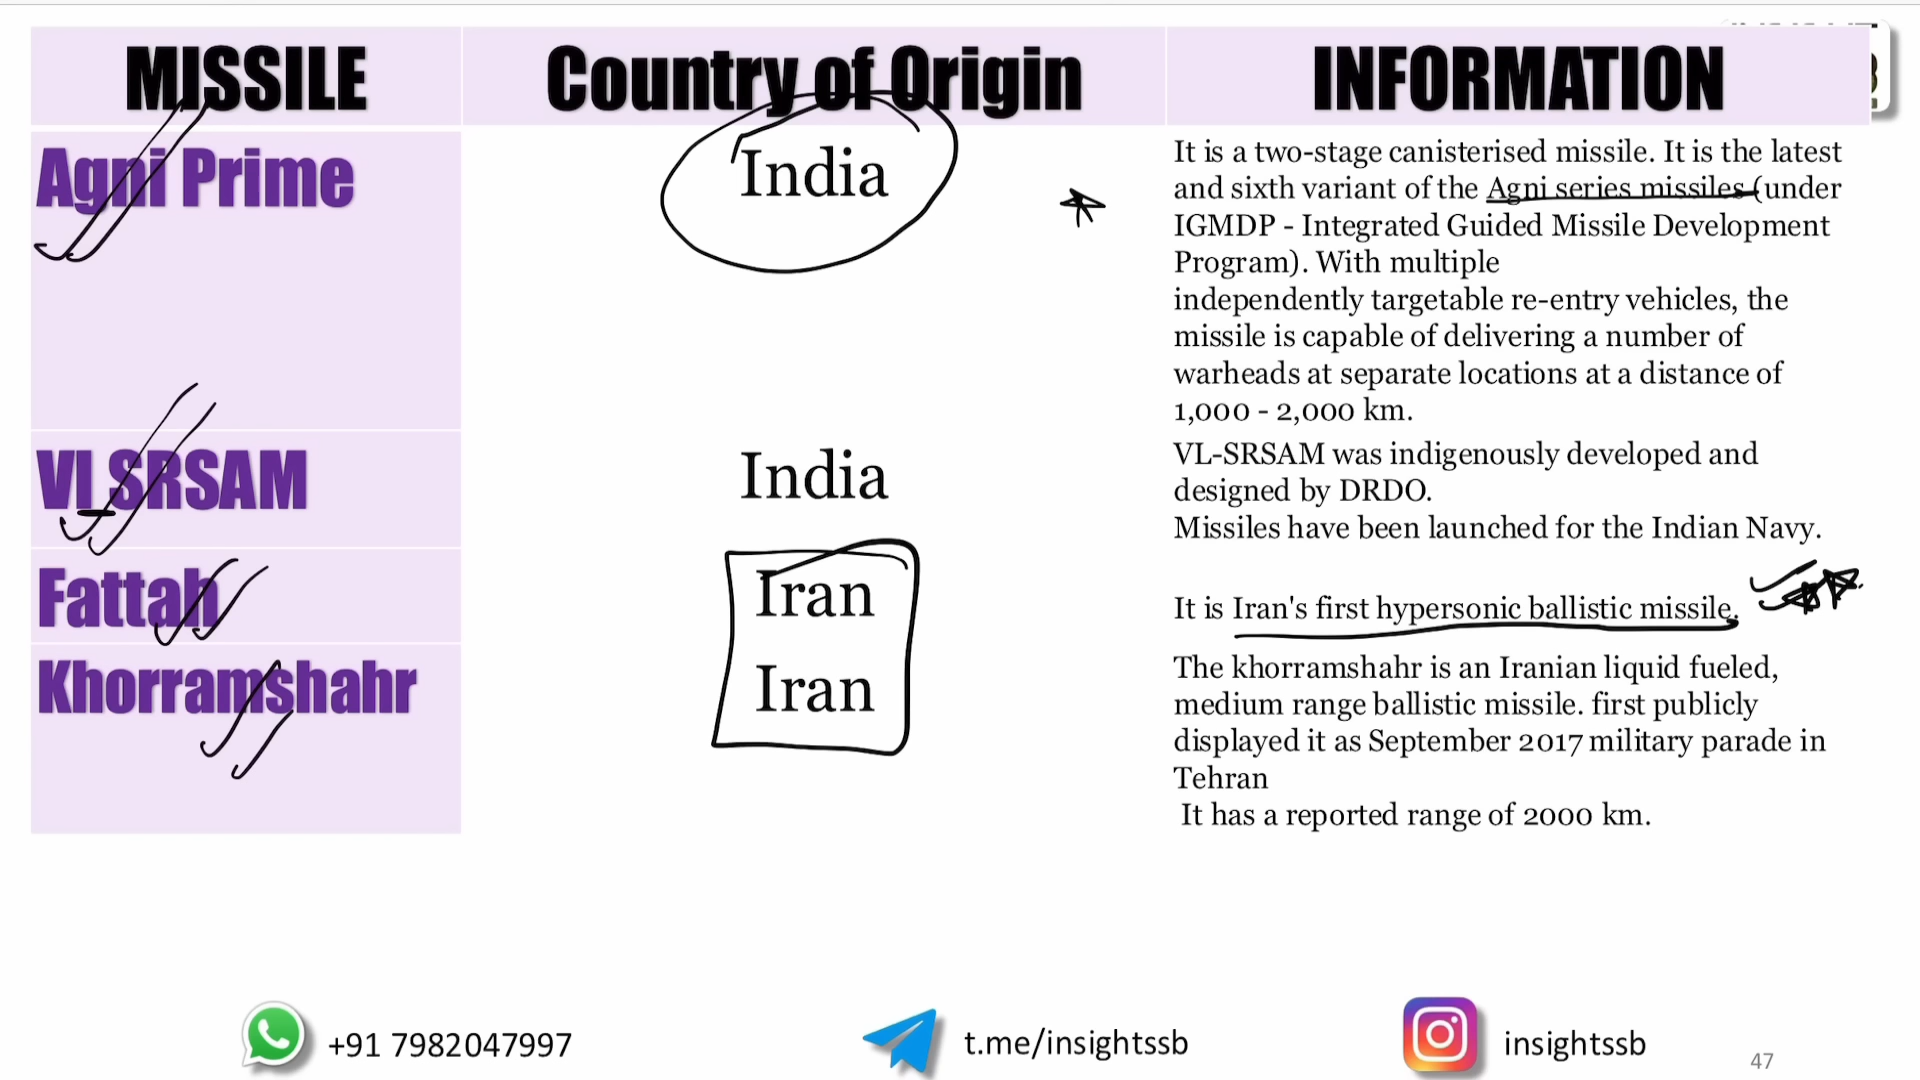 MISSILE
Country of Origin
INFORMATION
Agni Prime
India
It is a two-stage canisterised missile. It is the latest
and sixth variant of the Agni series missiles (under
IGMDP - Integrated Guided Missile Development
Program). With multiple
independently targetable re-entry vehicles, the
missile is capable of delivering a number of
warheads at separate locations at a distance of
1,000 - 2,000 km.
VL SRSAM
India
VL-SRSAM was indigenously developed and
designed by DRDO.
Missiles have been launched for the Indian Navy.
Fattah
Iran
It is Iran's first hypersonic ballistic missile.
Khorramshahr
Iran
The khorramshahr is an Iranian liquid fueled,
medium range ballistic missile. first publicly
displayed it as September 2017 military parade in
Tehran
It has a reported range of 2000 km.
+91 7982047997
t.me/insightssb
insightssb
47